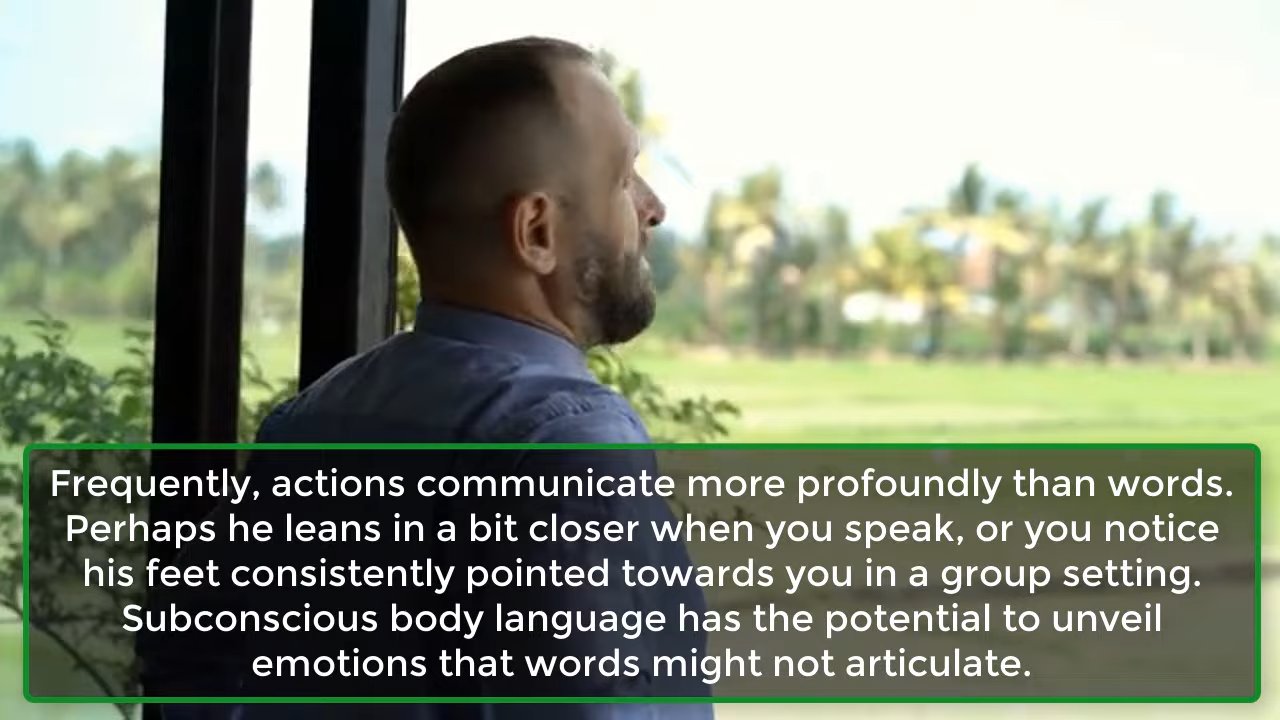 Frequently, actions communicate more profoundly than words.
Perhaps he leans in a bit closer when you speak, or you notice
his feet consistently pointed towards you in a group setting.
Subconscious body language has the potential to unveil
emotions that words might not articulate.